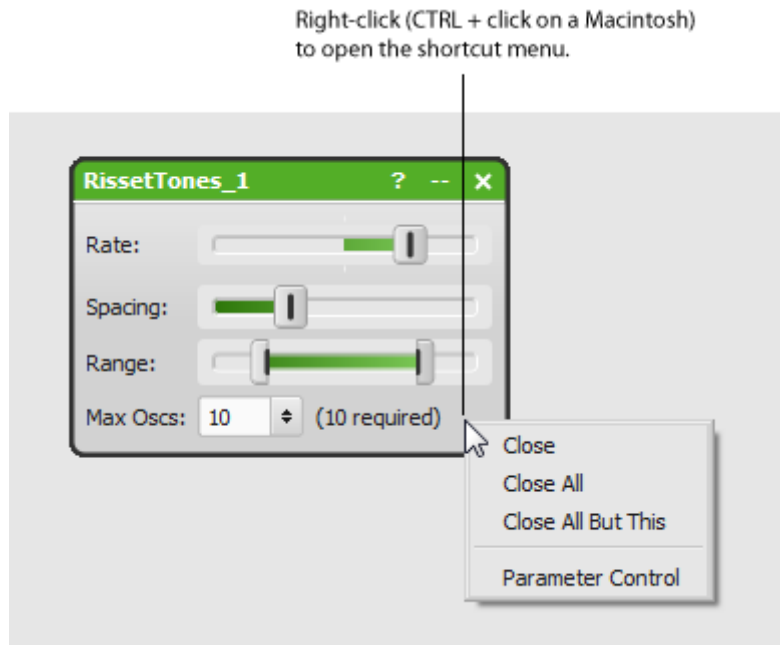 Right-click (CTRL + click on a Macintosh)
to open the shortcut menu.
RissetTones_1 ? -- x
Rate:
Spacing:
Range:
Max Oscs: 10 (10 required)
Close
Close All
Close All But This
Parameter Control